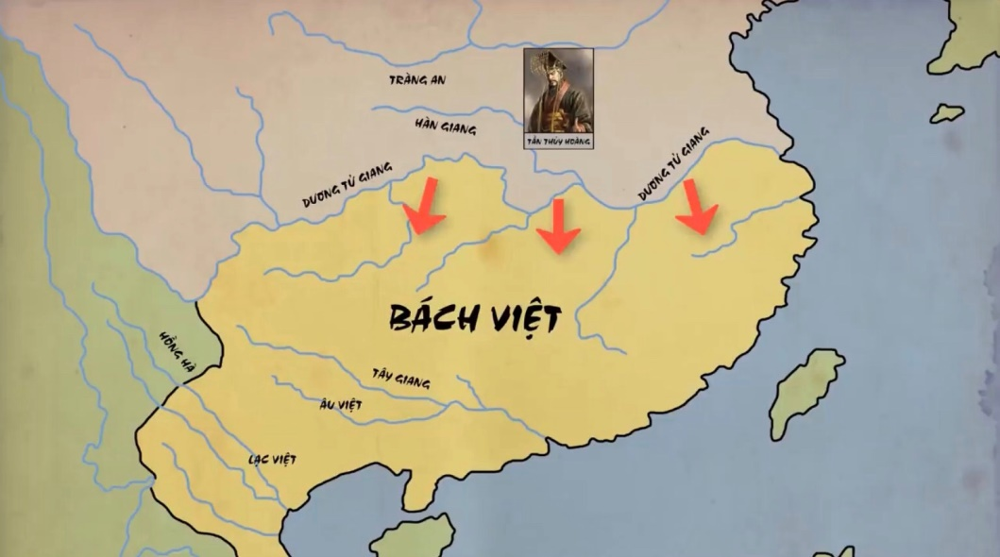 TRÀNG AN
HÀN GIANG
TẦN THỦY HOÀNG
DƯƠNG TỬ GIANG
DƯƠNG TỬ GIANG
BÁCH VIỆT
HỒNG HÀ
TÂY GIANG
ÂU VIỆT
LẠC VIỆT